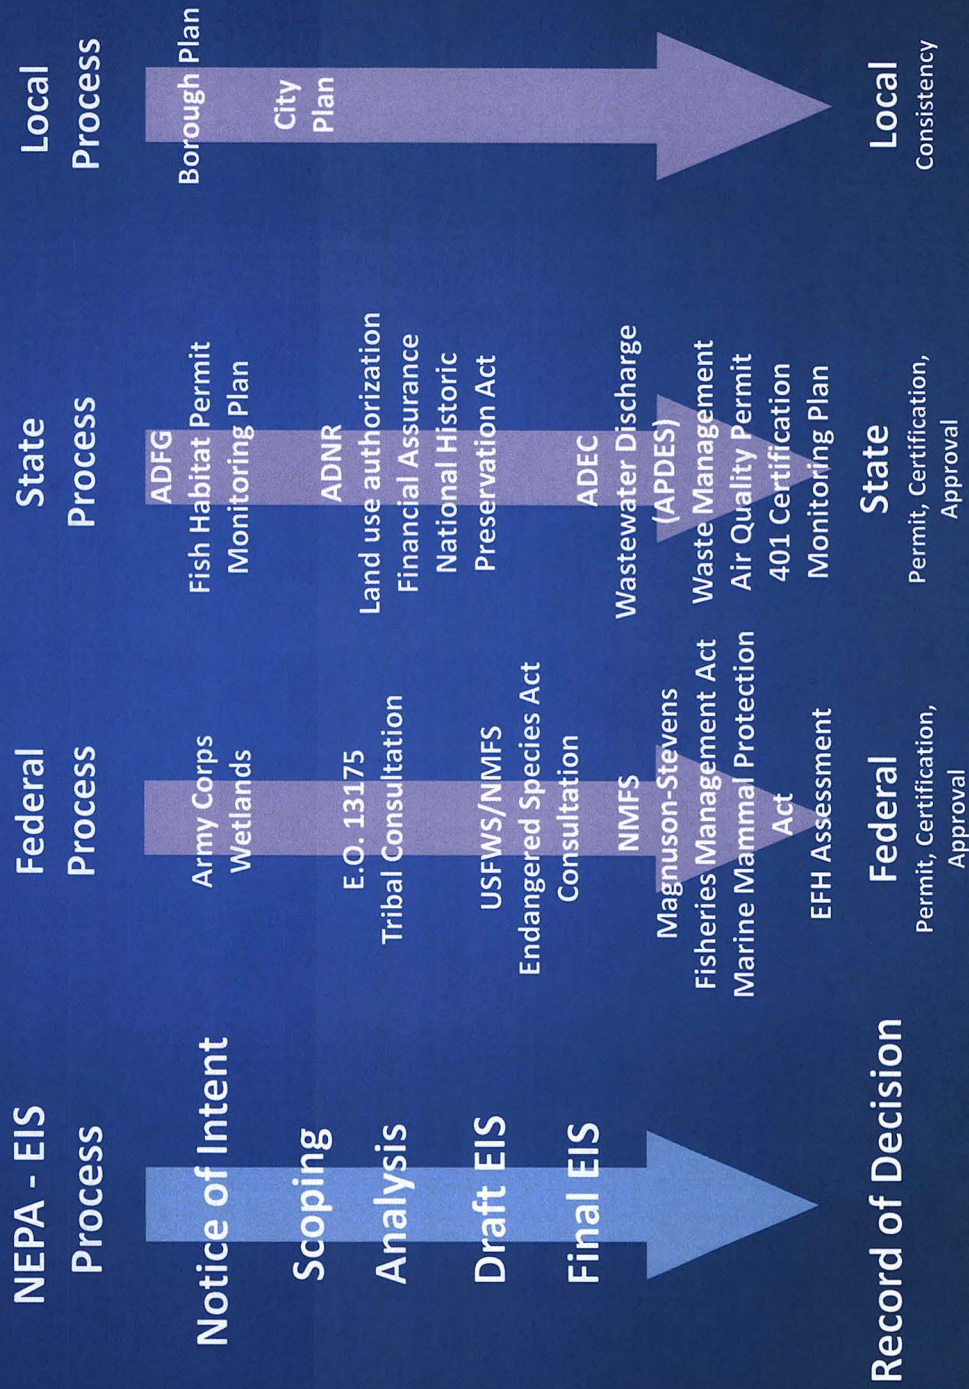 NEPA - EIS
Process
Notice of Intent
Scoping
Analysis
Draft EIS
Final EIS
Record of Decision
Federal
Process
Army Corps
Wetlands
E.O. 13175
Tribal Consultation
USFWS/NMFS
Endangered Species Act
Consultation
NMFS
Magnuson-Stevens
Fisheries Management Act
Marine Mammal Protection
Act
EFH Assessment
Federal
Permit, Certification,
Approval
State
Process
ADFG
Fish Habitat Permit
Monitoring Plan
ADNR
Land use authorization
Financial Assurance
National Historic
Preservation Act
ADEC
Wastewater Discharge
(APDES)
Waste Management
Air Quality Permit
401 Certification
Monitoring Plan
State
Permit, Certification,
Approval
Local
Process
Borough Plan
City
Plan
Local
Consistency